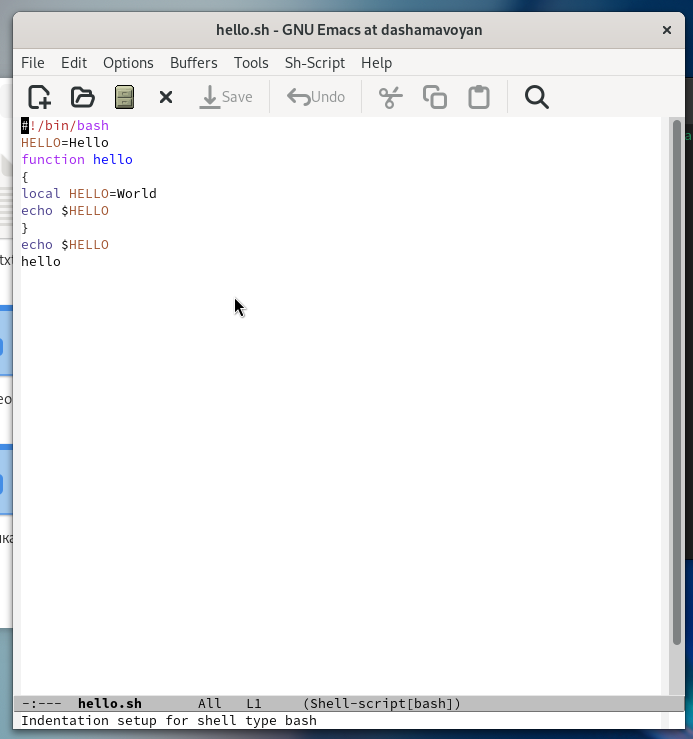 hello.sh - GNU Emacs at dashamavoyan
File Edit Options Buffers Tools Sh-Script Help
Save Undo
#!/bin/bash
HELLO=Hello
function hello
{
local HELLO=World
echo $HELLO
}
echo $HELLO
hello
-:--- hello.sh All L1 (Shell-script[bash])
Indentation setup for shell type bash